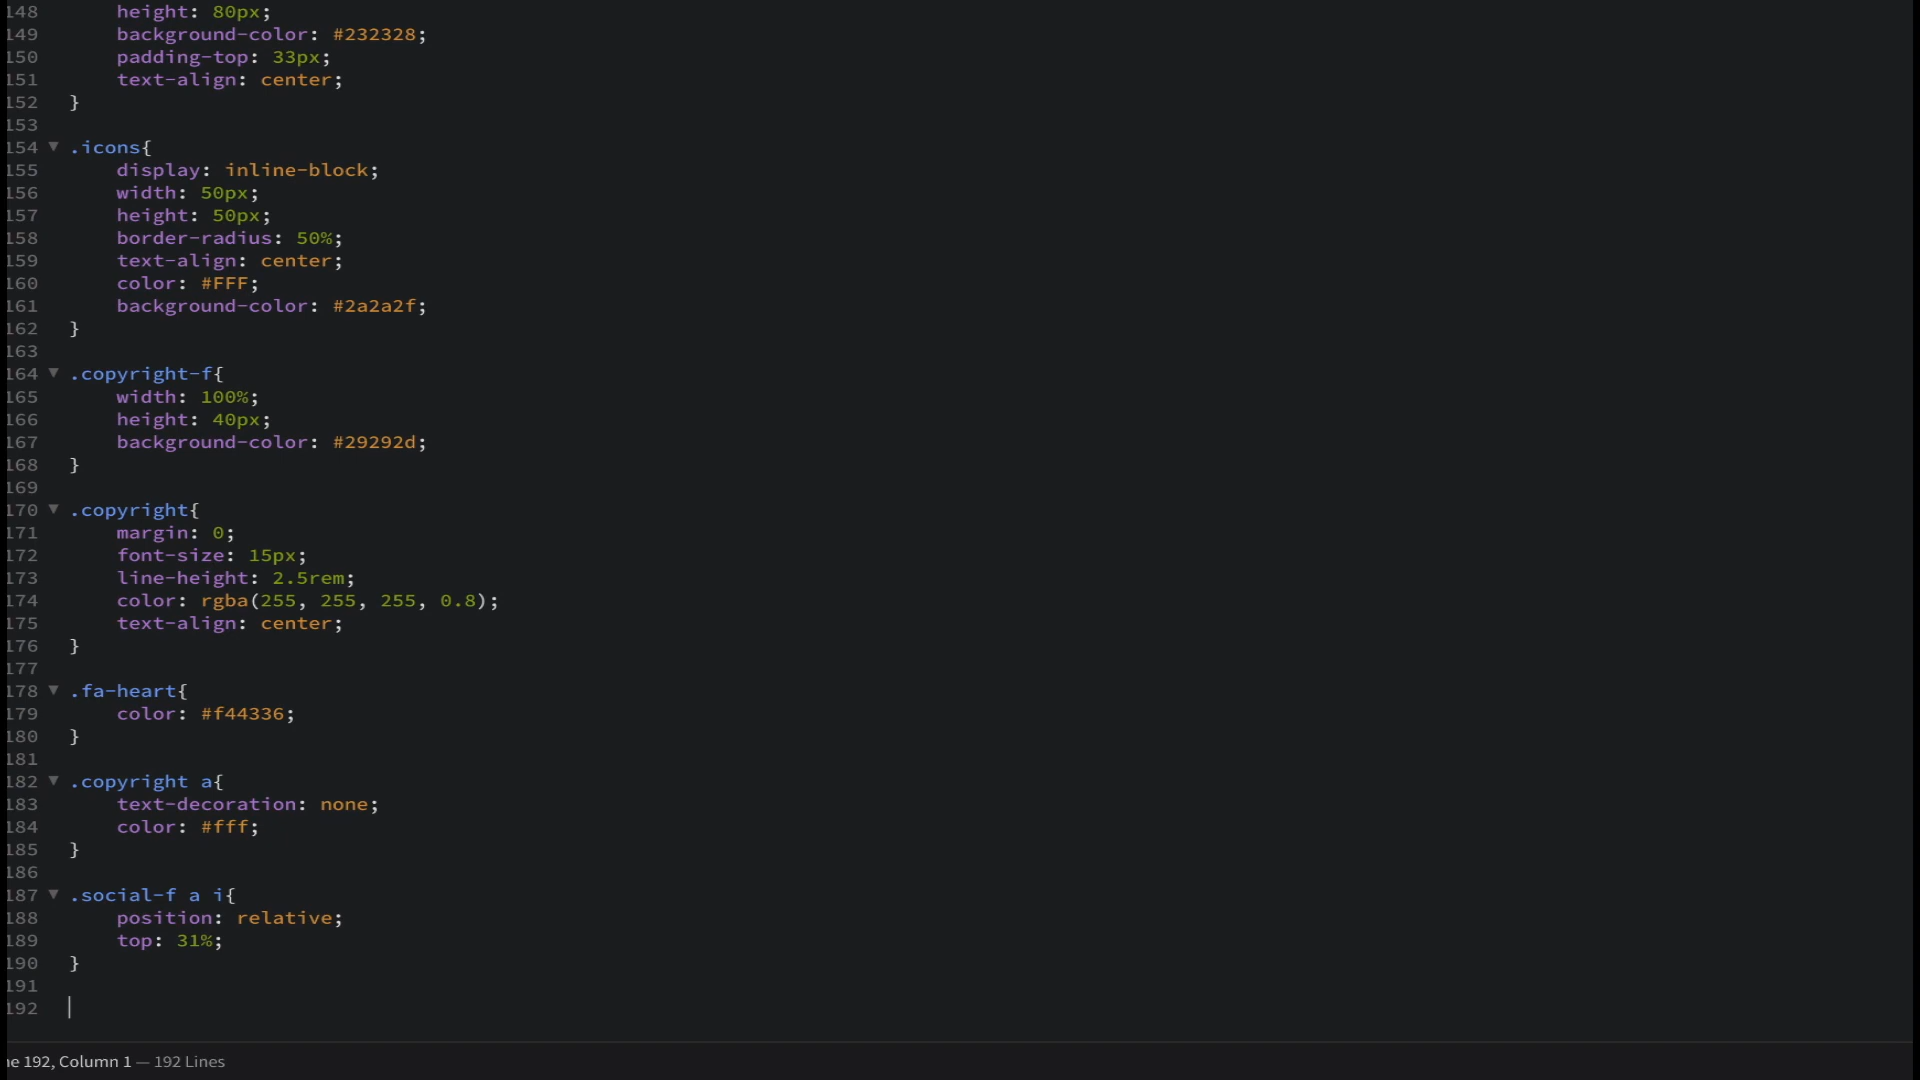 148 height: 80px;
149 background-color: #232328;
150 padding-top: 33px;
151 text-align: center;
152 }
153
154 .icons{
155 display: inline-block;
156 width: 50px;
157 height: 50px;
158 border-radius: 50%;
159 text-align: center;
160 color: #FFF;
161 background-color: #2a2a2f;
162 }
163
164 .copyright-f{
165 width: 100%;
166 height: 40px;
167 background-color: #29292d;
168 }
169
170 .copyright{
171 margin: 0;
172 font-size: 15px;
173 line-height: 2.5rem;
174 color: rgba(255, 255, 255, 0.8);
175 text-align: center;
176 }
177
178 .fa-heart{
179 color: #f44336;
180 }
181
182 .copyright a{
183 text-decoration: none;
184 color: #fff;
185 }
186
187 .social-f a i{
188 position: relative;
189 top: 31%;
190 }
191
192
ne 192, Column 1 — 192 Lines